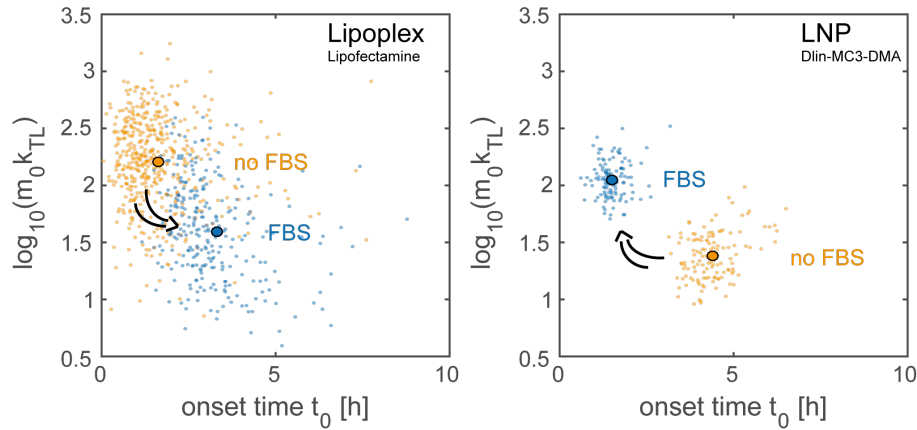 Lipoplex
Lipofectamine
3.5
3
2.5
2
1.5
1
0.5
log10(m0kTL)
no FBS
FBS
0
5
10
onset time t0 [h]
LNP
Dlin-MC3-DMA
3.5
3
2.5
2
1.5
1
0.5
log10(m0kTL)
FBS
no FBS
0
5
10
onset time t0 [h]